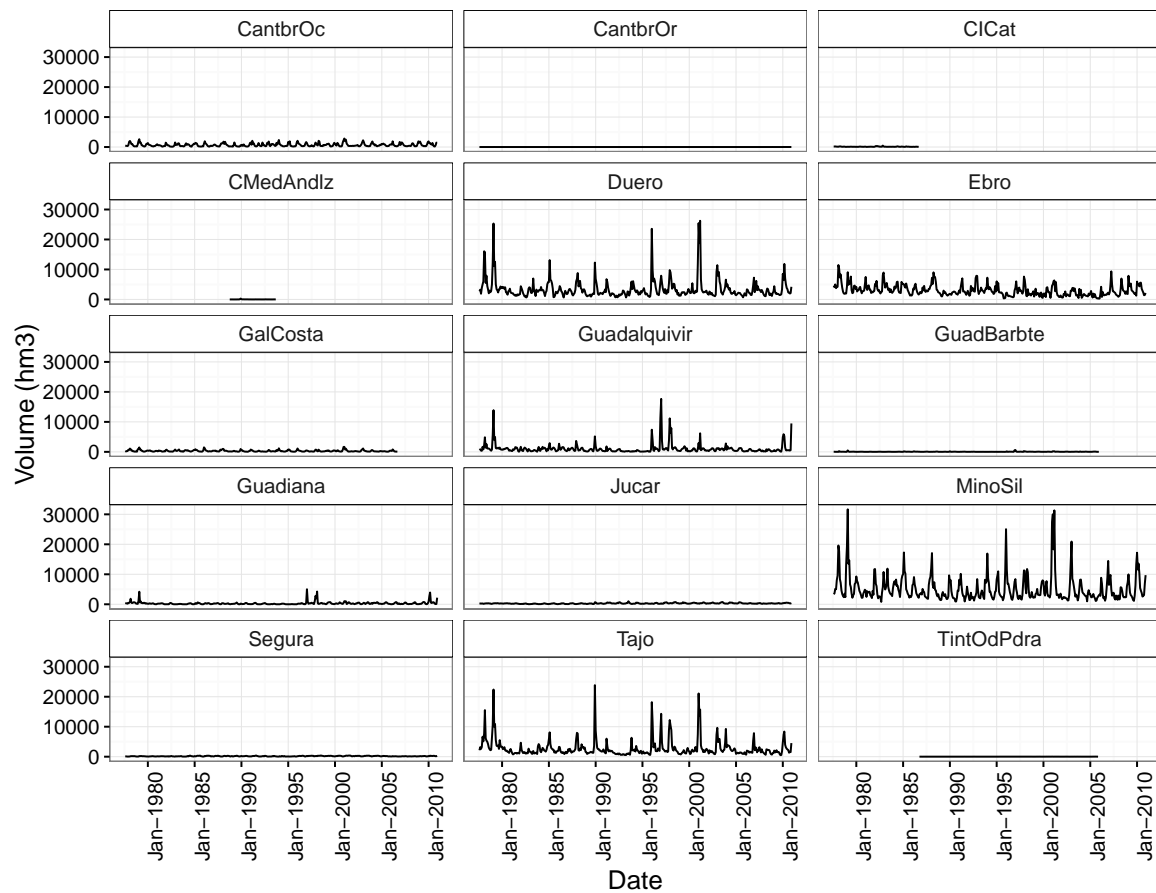 CantbrOc CantbrOr CICat
30000
20000
10000
0
CMedAndlz Duero Ebro
30000
20000
10000
0
GalCosta Guadalquivir GuadBarbte
30000
20000
10000
0
Guadiana Jucar MinoSil
30000
20000
10000
0
Segura Tajo TintOdPdra
30000
20000
10000
0
Volume (hm3)
Jan−1980 Jan−1985 Jan−1990 Jan−1995 Jan−2000 Jan−2005 Jan−2010 Jan−1980 Jan−1985 Jan−1990 Jan−1995 Jan−2000 Jan−2005 Jan−2010 Jan−1980 Jan−1985 Jan−1990 Jan−1995 Jan−2000 Jan−2005 Jan−2010
Date